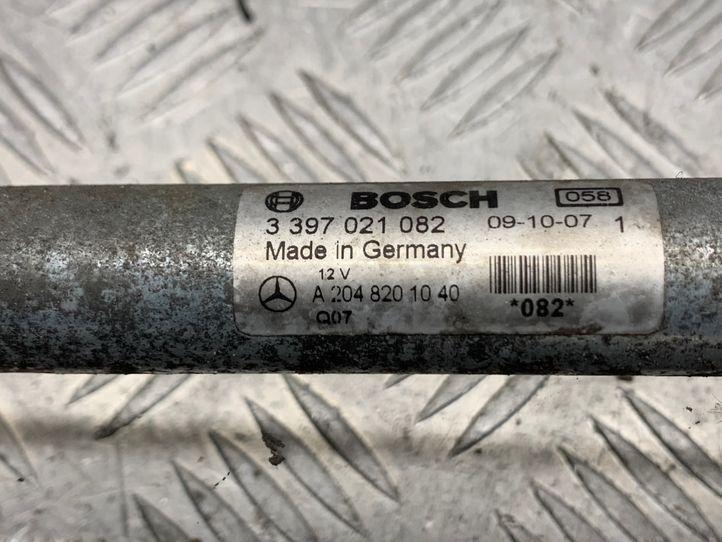 BOSCH 058
3 397 021 082 09-10-07 1
Made in Germany
12 V
A 204 820 10 40 *082*
Q07